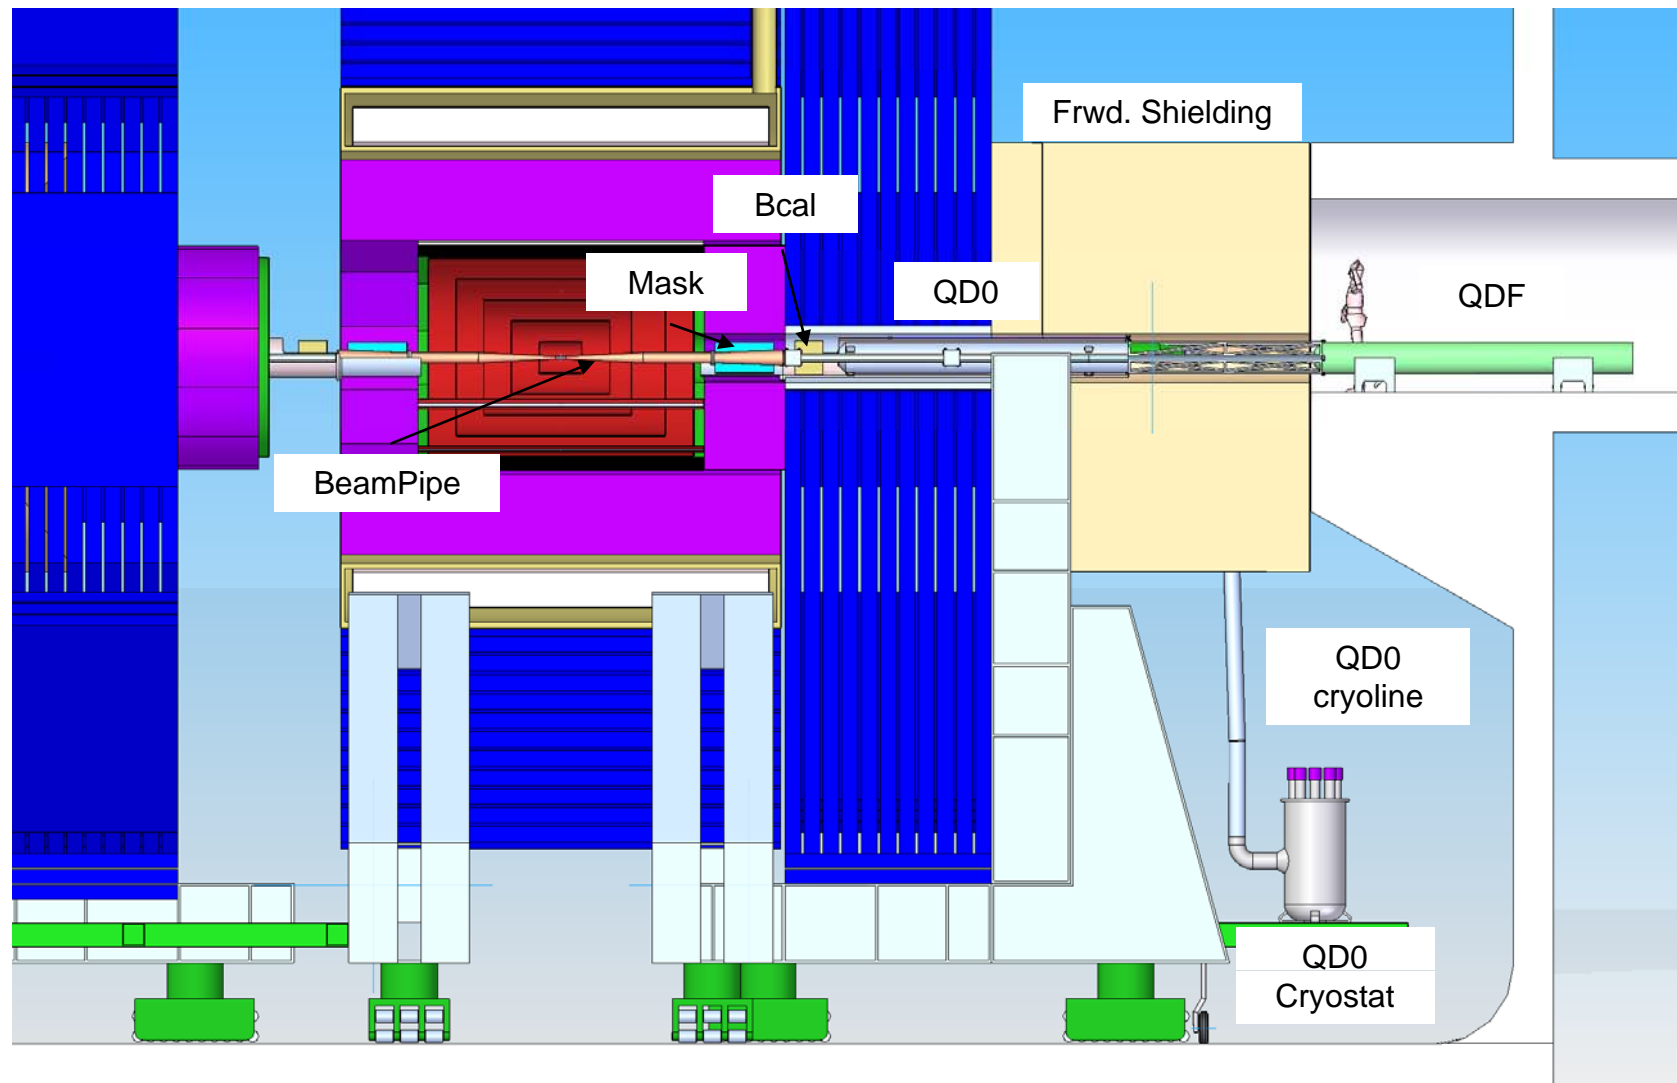 Frwd. Shielding
Bcal
Mask
QD0
QDF
BeamPipe
QD0
cryoline
QD0
Cryostat